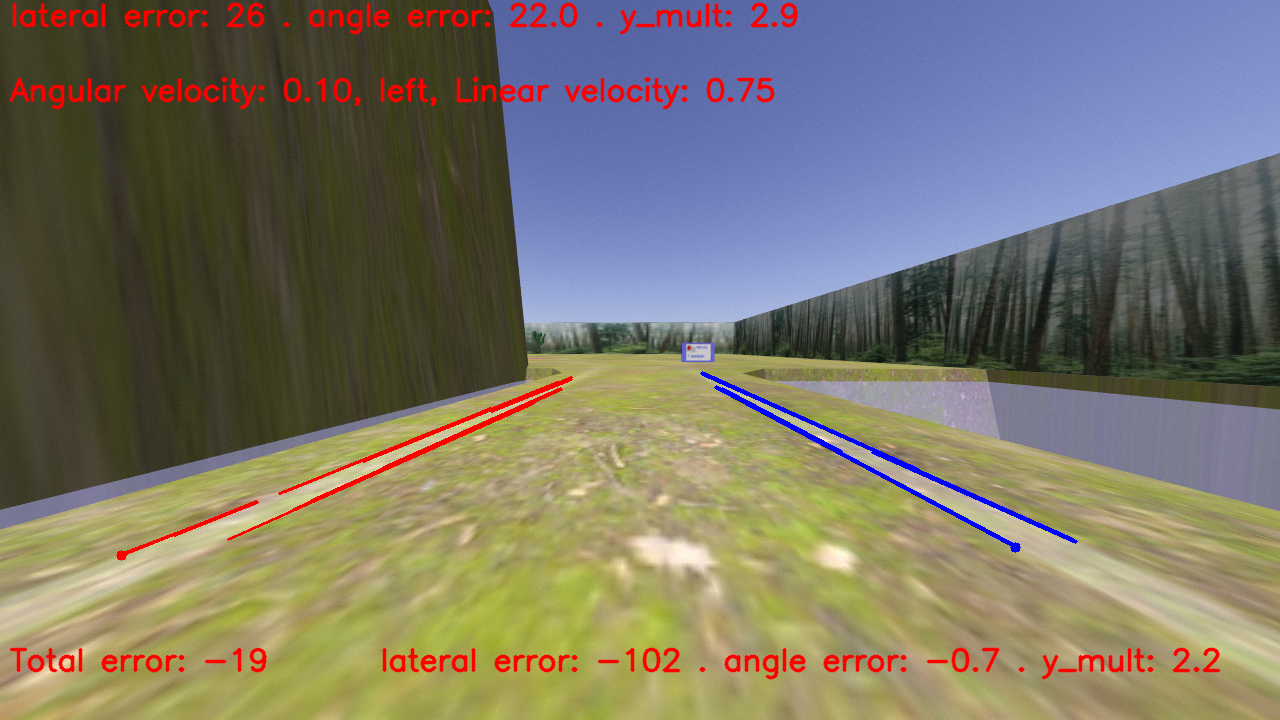 lateral error: 26 . angle error: 22.0 . y_mult: 2.9
Angular velocity: 0.10, left, Linear velocity: 0.75
Total error: −19 lateral error: −102 . angle error: −0.7 . y_mult: 2.2